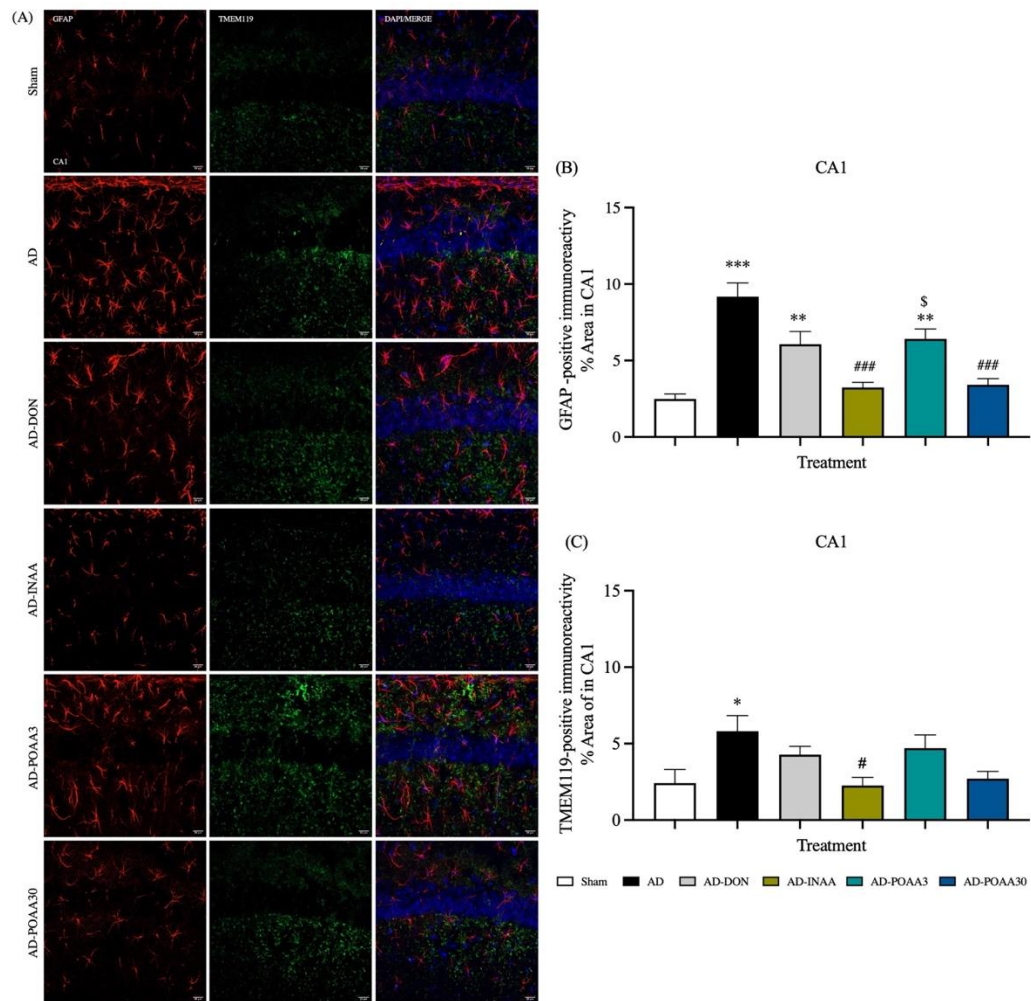 (A)
GFAP
TMEM119
DAPI/MERGE
Sham
CA1
AD
AD-DON
AD-INAA
AD-POAA3
AD-POAA30
(B)
CA1
GFAP -positive immunoreactivy
% Area in CA1
15
10
5
0
***
**
###
$
**
###
Treatment
(C)
CA1
TMEM119-positive immunoreactivity
% Area of in CA1
15
10
5
0
*
#
Treatment
Sham AD AD-DON AD-INAA AD-POAA3 AD-POAA30